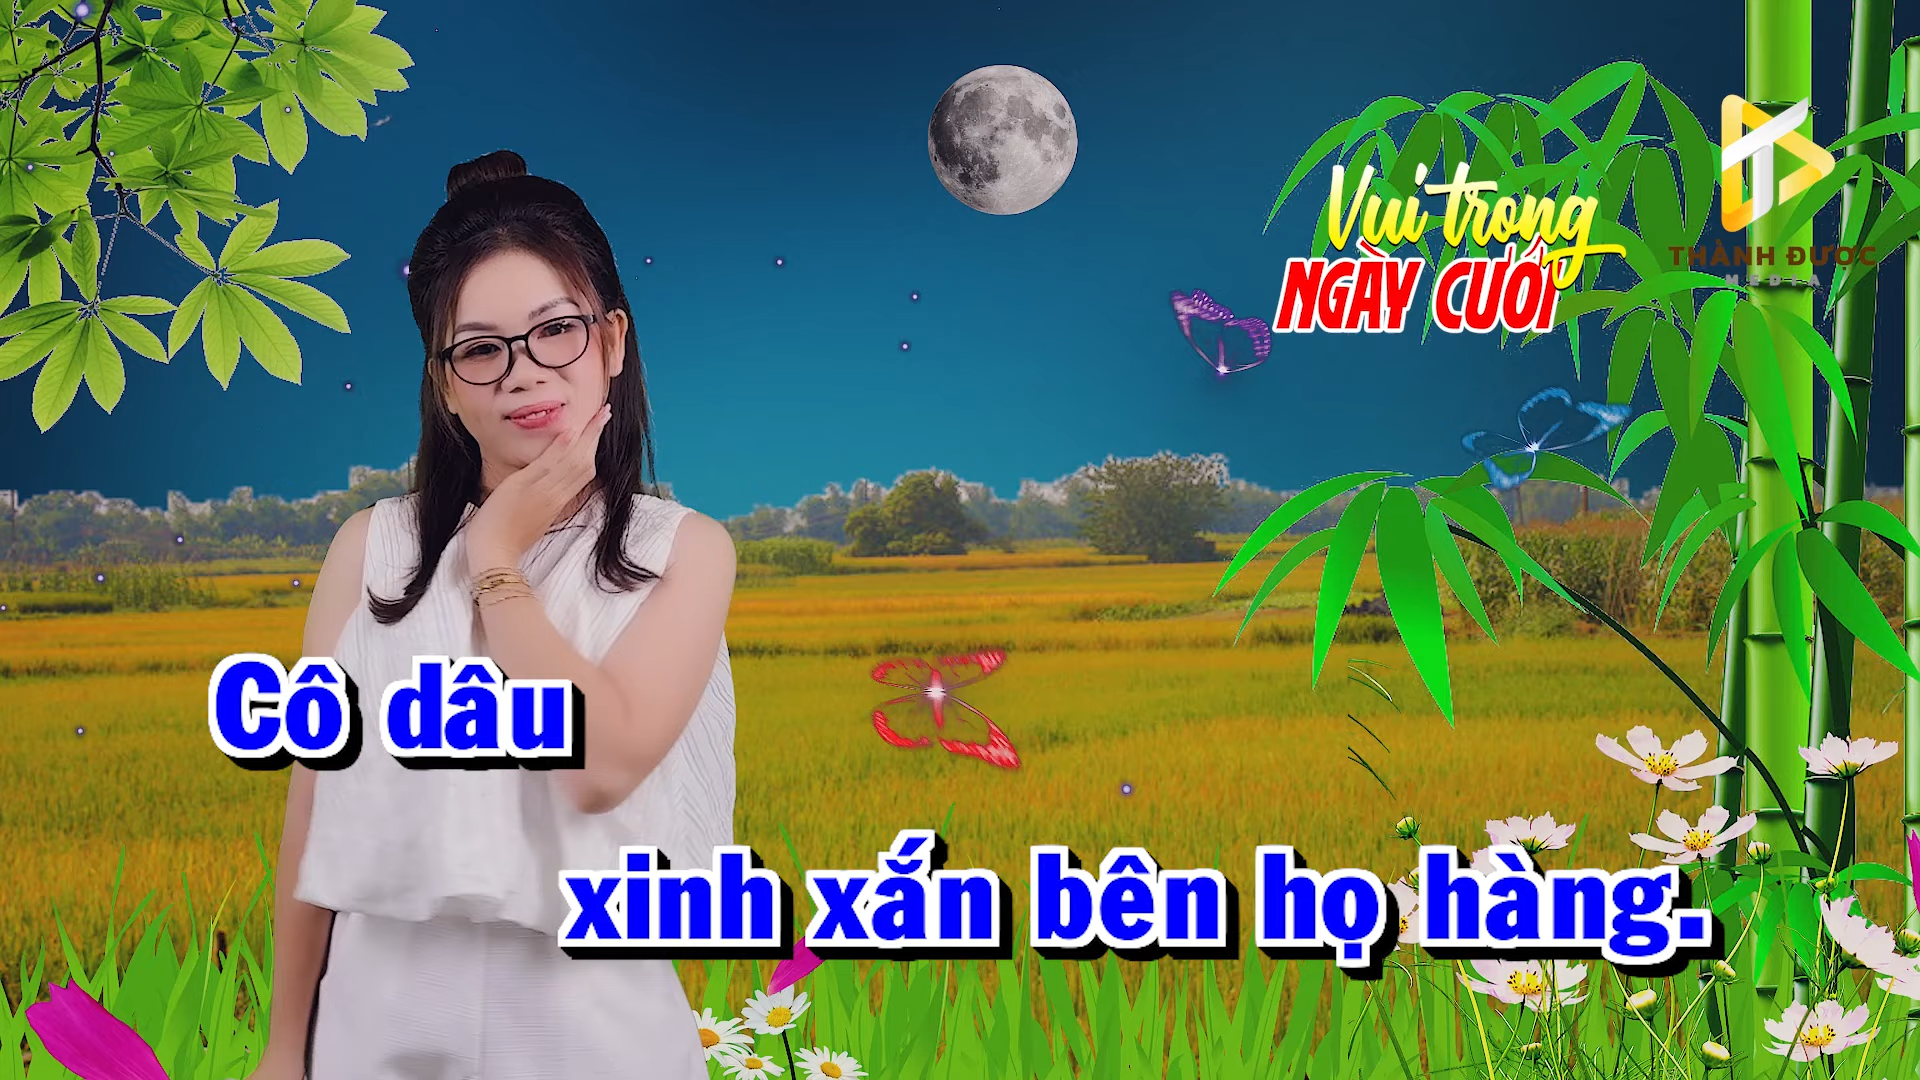 Vui trong
NGÀY CƯỚI
THÀNH ĐƯỢC
MEDIA
Cô dâu
xinh xắn bên họ hàng.